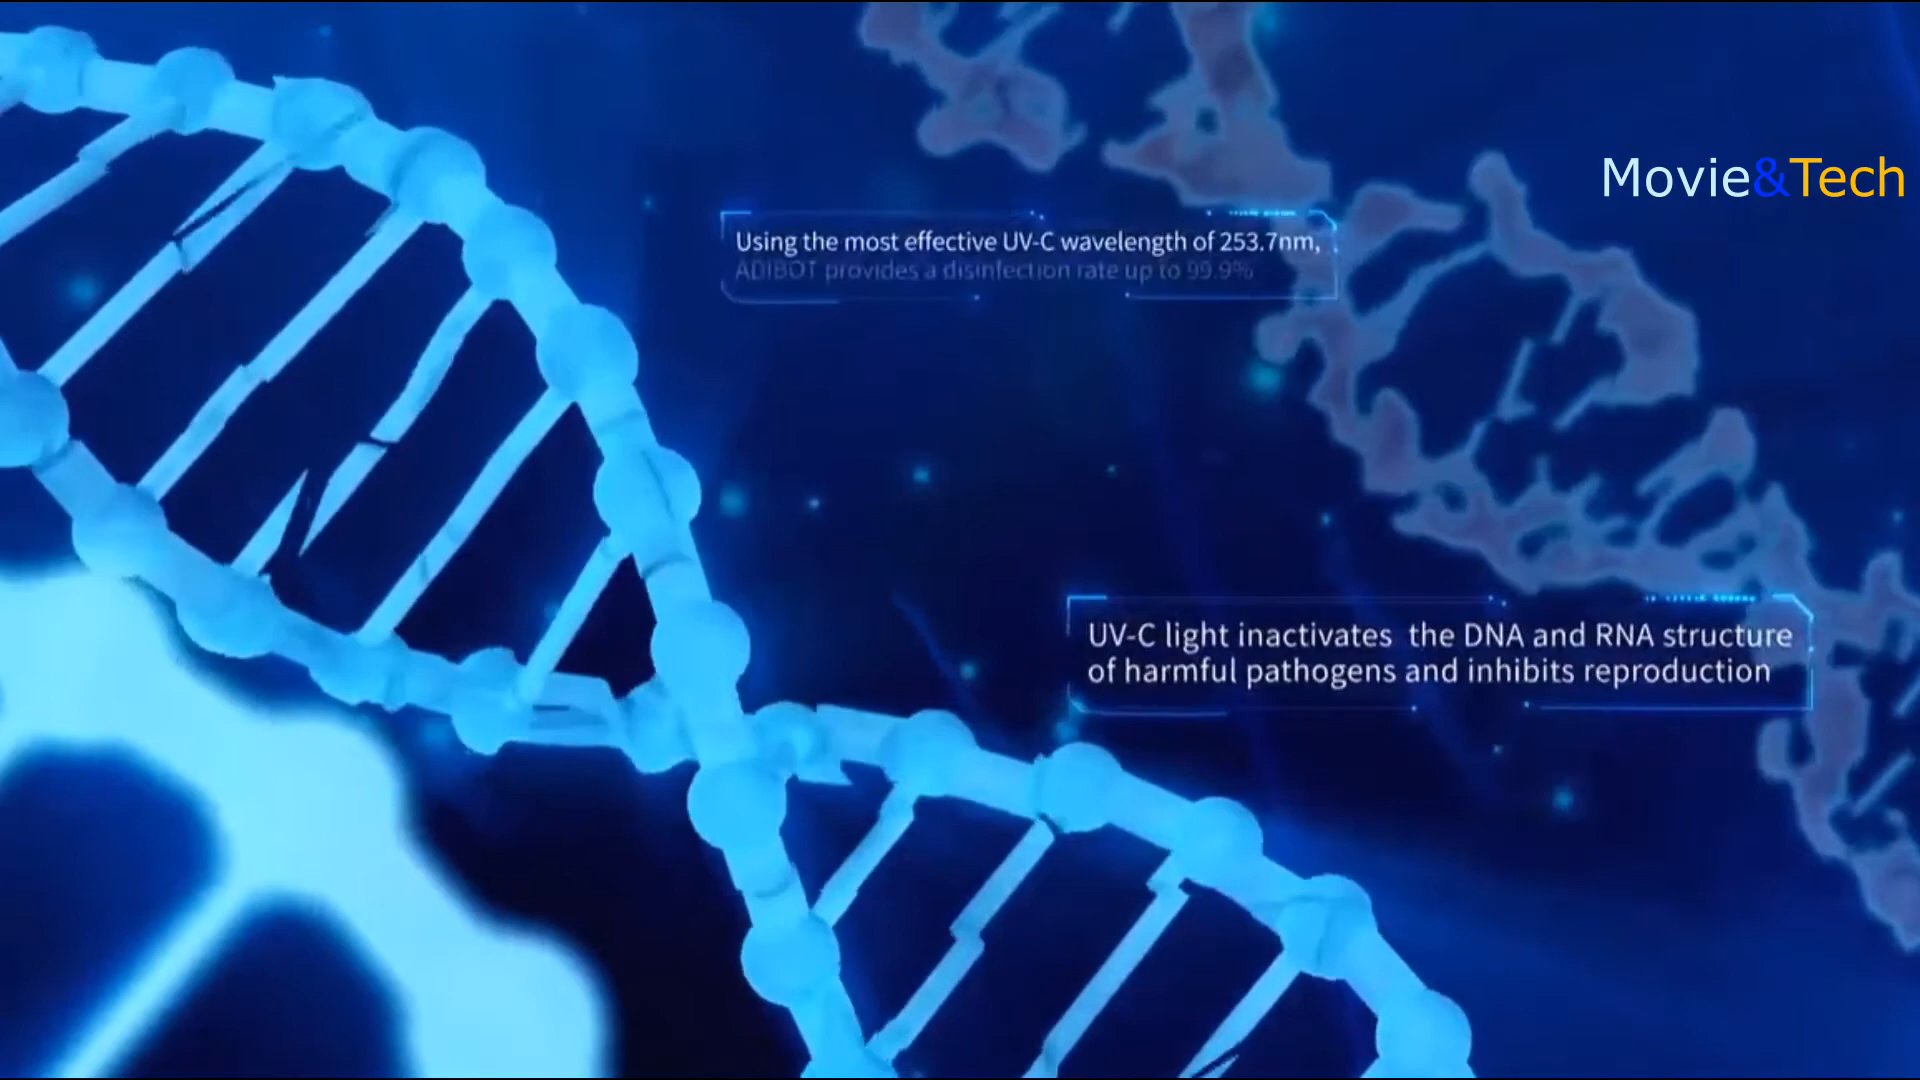 Movie&Tech
Using the most effective UV-C wavelength of 253.7nm,
ADIBOT provides a disinfection rate up to 99.9%
UV-C light inactivates  the DNA and RNA structure
of harmful pathogens and inhibits reproduction